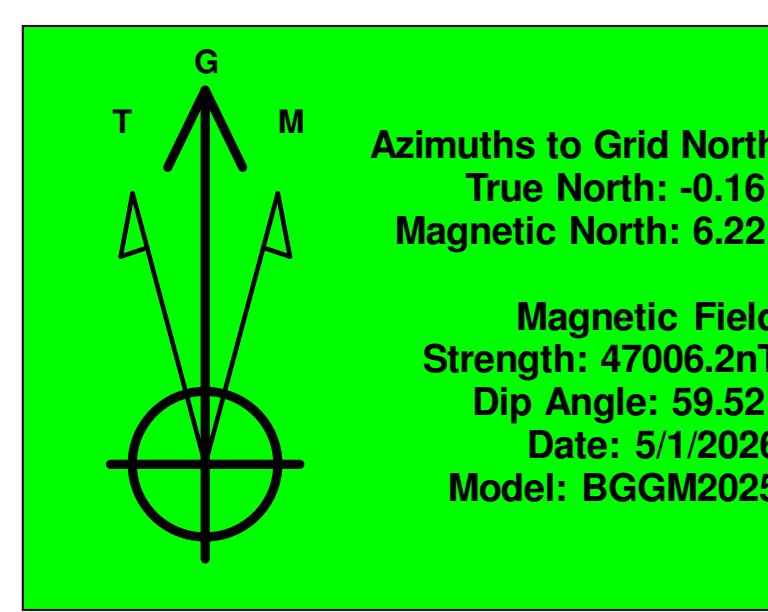 G
T M
Azimuths to Grid North
True North: -0.16
Magnetic North: 6.22
Magnetic Field
Strength: 47006.2nT
Dip Angle: 59.52
Date: 5/1/2026
Model: BGGM2025